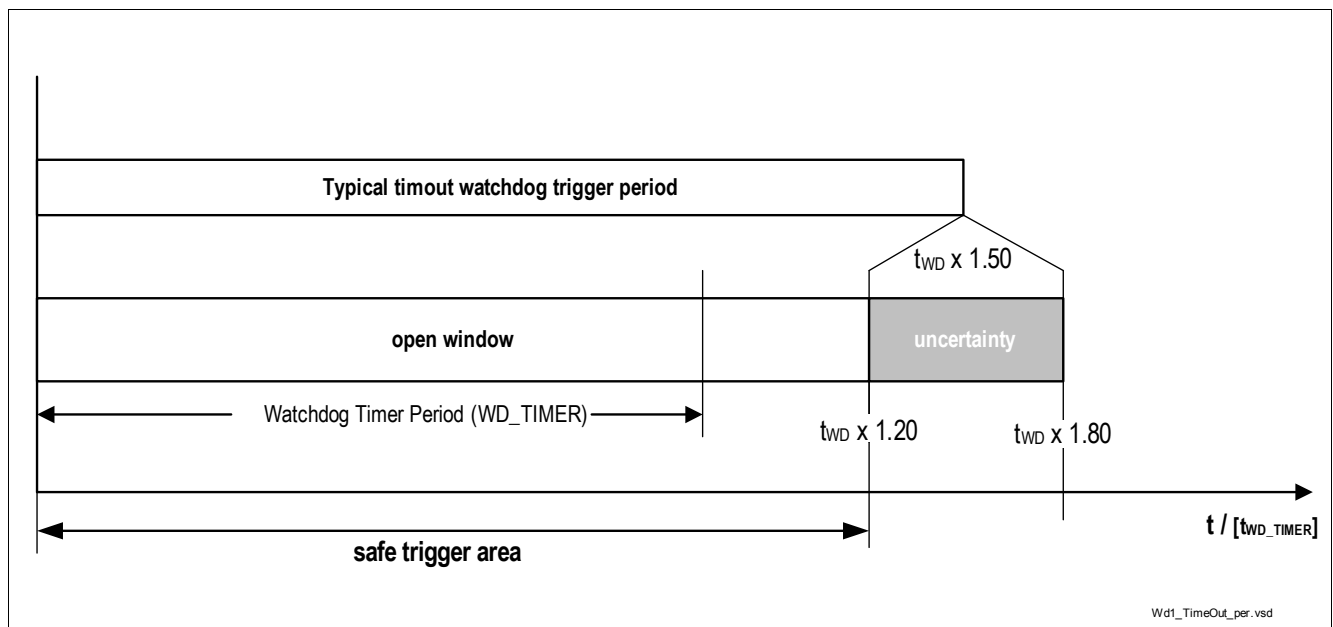 Typical timout watchdog trigger period
tWD x 1.50
open window
uncertainty
Watchdog Timer Period (WD_TIMER)
tWD x 1.20
tWD x 1.80
t / [tWD_TIMER]
safe trigger area
Wd1_TimeOut_per.vsd